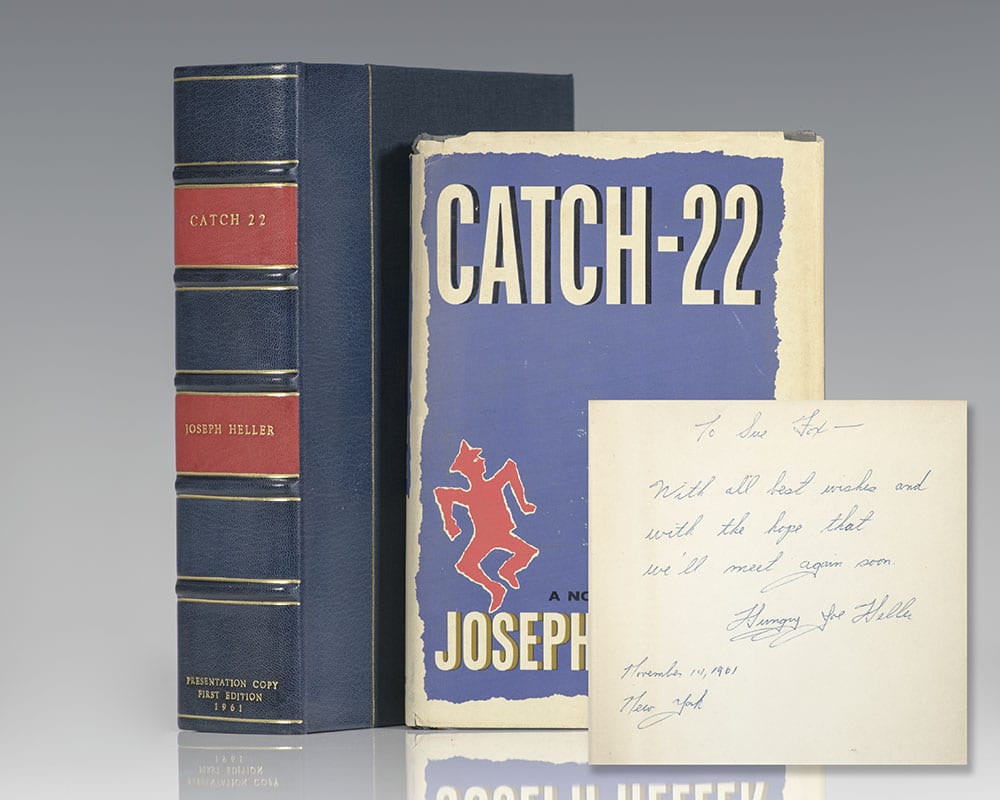 CATCH 22
JOSEPH HELLER
PRESENTATION COPY
FIRST EDITION
1961
CATCH-22
A NO
JOSEPH
To Sue Fox—
With all best wishes and
with the hope that
we'll meet again soon.
Hungry Joe Heller
November 14, 1961
New York